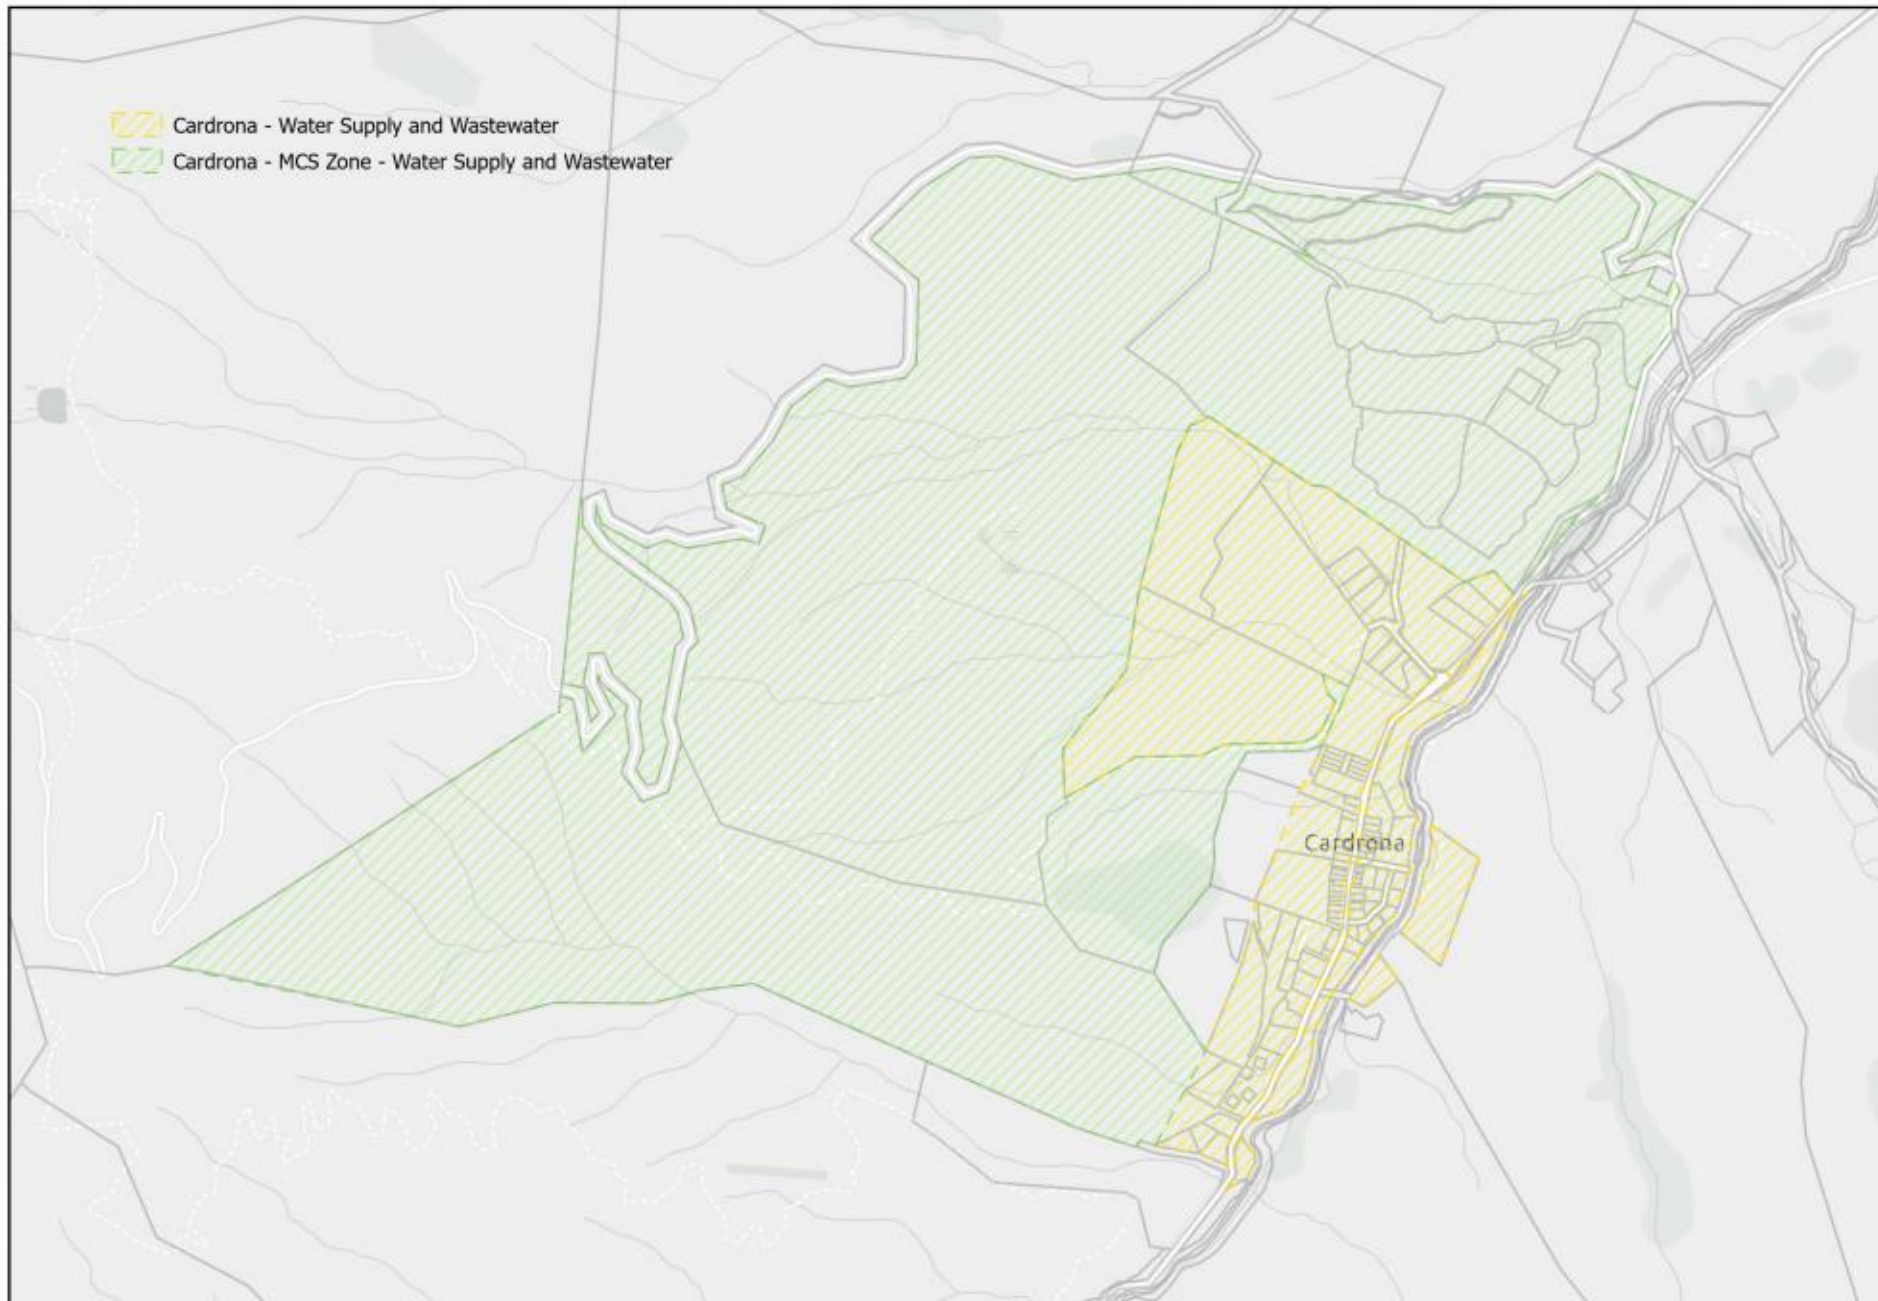 Cardrona - Water Supply and Wastewater
Cardrona - MCS Zone - Water Supply and Wastewater
Cardrona